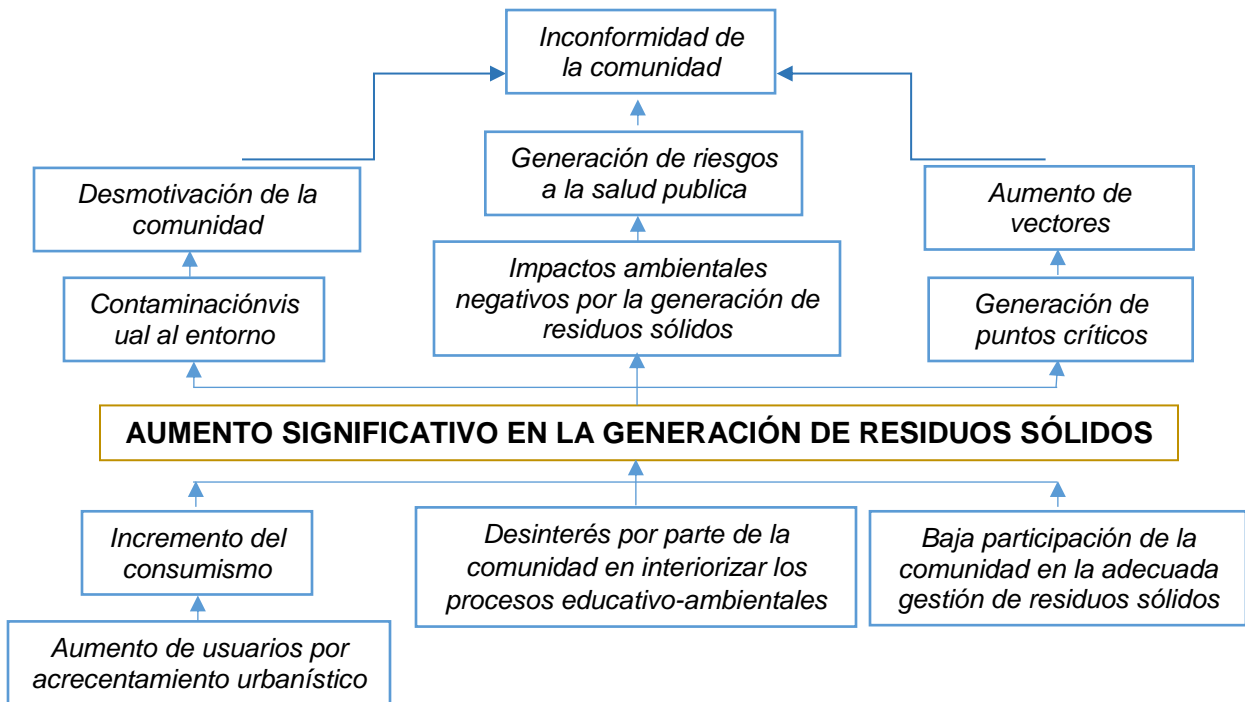 Inconformidad de
la comunidad
Desmotivación de la
comunidad
Generación de riesgos
a la salud publica
Aumento de
vectores
Contaminaciónvis
ual al entorno
Impactos ambientales
negativos por la generación de
residuos sólidos
Generación de
puntos críticos
AUMENTO SIGNIFICATIVO EN LA GENERACIÓN DE RESIDUOS SÓLIDOS
Incremento del
consumismo
Desinterés por parte de la
comunidad en interiorizar los
procesos educativo-ambientales
Baja participación de la
comunidad en la adecuada
gestión de residuos sólidos
Aumento de usuarios por
acrecentamiento urbanístico